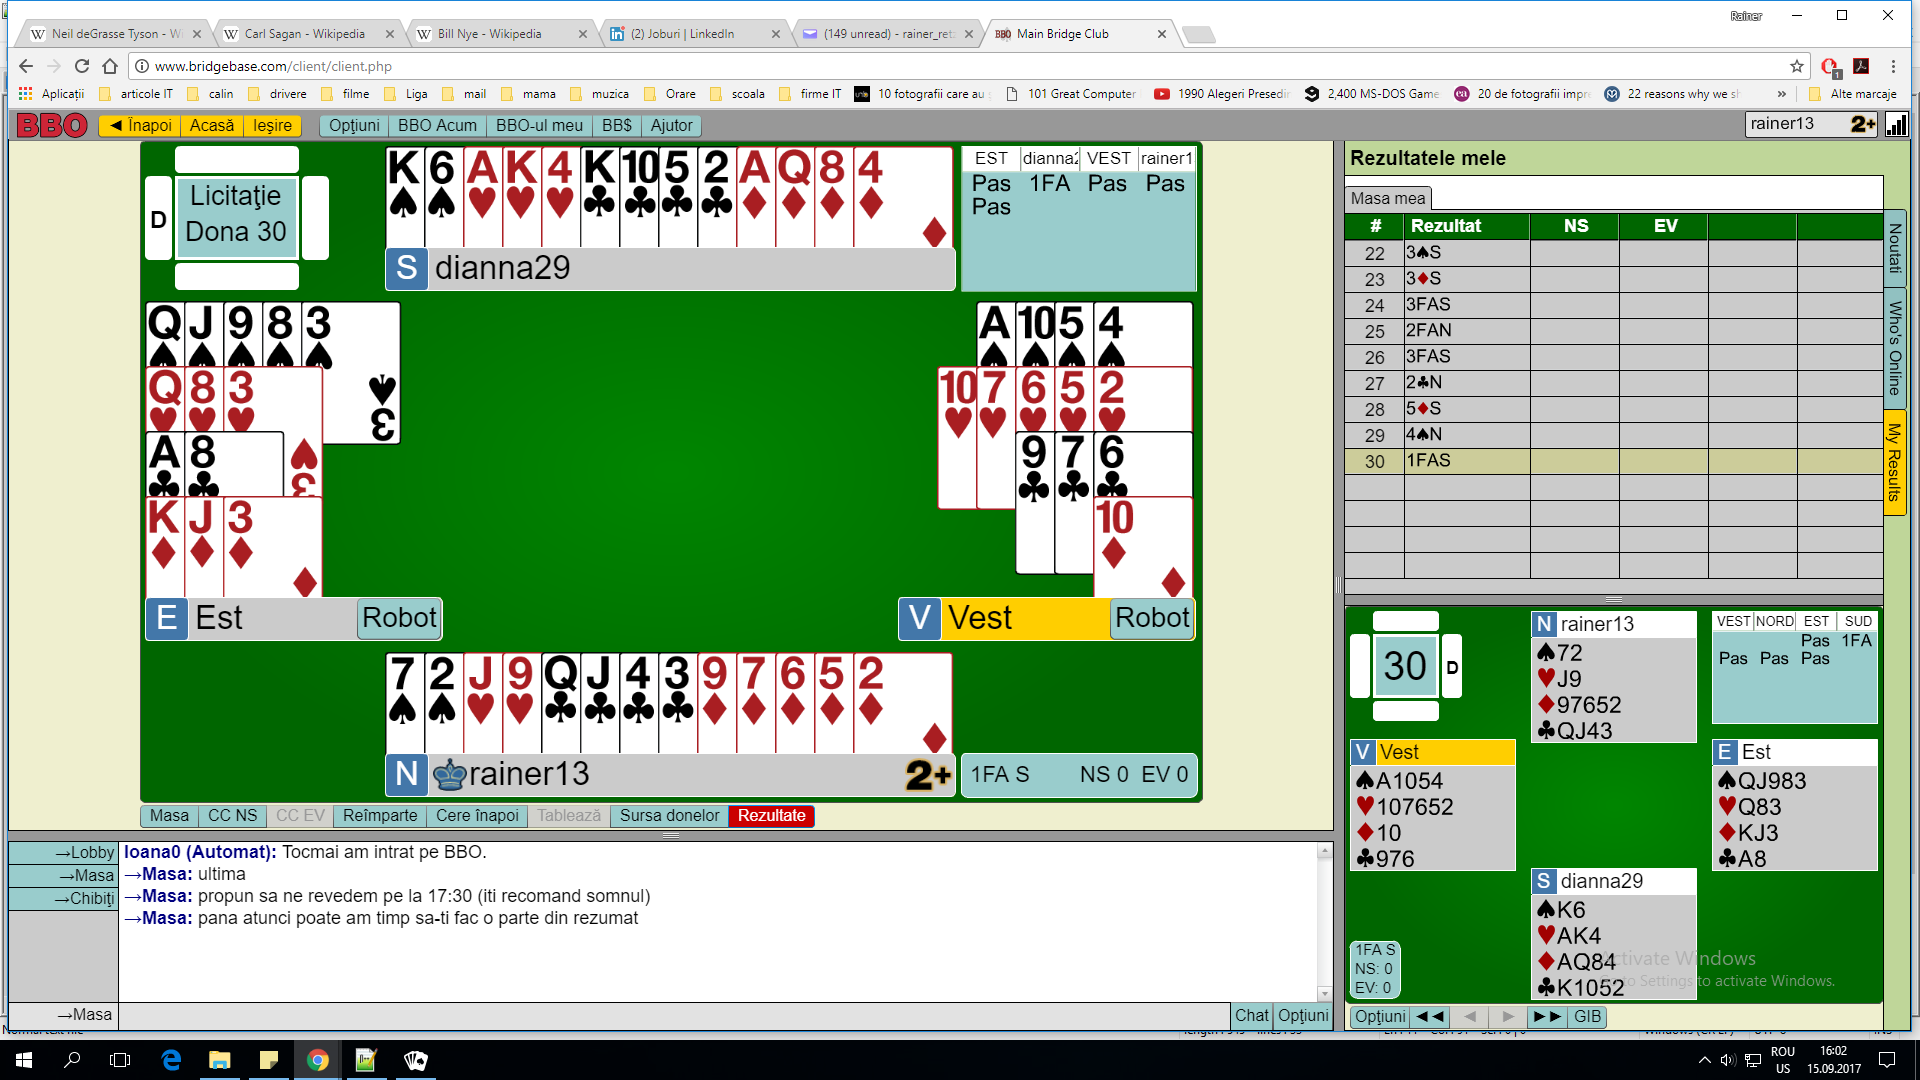 Rainer
Neil deGrasse Tyson - W
Carl Sagan - Wikipedia
Bill Nye - Wikipedia
(2) Joburi | LinkedIn
(149 unread) - rainer_ret
BBO Main Bridge Club
www.bridgebase.com/client/client.php
1
Aplicații articole IT calin drivere filme Liga mail mama muzica Orare scoala firme IT 10 fotografii care au 101 Great Computer 1990 Alegeri Presedin 2,400 MS-DOS Game 20 de fotografii impre 22 reasons why we sh » Alte marcaje
BBO ◄ Înapoi Acasă Ieşire Opţiuni BBO Acum BBO-ul meu BB$ Ajutor rainer13 2+
D
Licitaţie
Dona 30
K 6 A K 4 K 10 5 2 A Q 8 4
S dianna29
EST dianna2 VEST rainer1
Pas 1FA Pas Pas
Pas
Q J 9 8 3
3
Q 8 3
3
A 8
K J 3
E Est Robot
A 10 5 4
10 7 6 5 2
9 7 6
10
V Vest Robot
7 2 J 9 Q J 4 3 9 7 6 5 2
N rainer13 2+
1FA S NS 0 EV 0
Masa CC NS CC EV Reîmparte Cere înapoi Tablează Sursa donelor Rezultate
→Lobby
→Masa
→Chibiţi
Ioana0 (Automat): Tocmai am intrat pe BBO.
→Masa: ultima
→Masa: propun sa ne revedem pe la 17:30 (iti recomand somnul)
→Masa: pana atunci poate am timp sa-ti fac o parte din rezumat
→Masa Chat Opţiuni
Rezultatele mele
Masa mea
# Rezultat NS EV
22 3♠S
23 3♦S
24 3FAS
25 2FAN
26 3FAS
27 2♣N
28 5♦S
29 4♠N
30 1FAS
Noutati
Who's Online
My Results
30 D
N rainer13
♠72
♥J9
♦97652
♣QJ43
VEST NORD EST SUD
Pas 1FA
Pas Pas Pas
V Vest
♠A1054
♥107652
♦10
♣976
E Est
♠QJ983
♥Q83
♦KJ3
♣A8
S dianna29
♠K6
♥AK4
♦AQ84
♣K1052
1FA S
NS: 0
EV: 0
Activate Windows
Go to Settings to activate Windows.
Opţiuni ◄◄ ◄ ► ►► GIB
ROU
US
16:02
15.09.2017